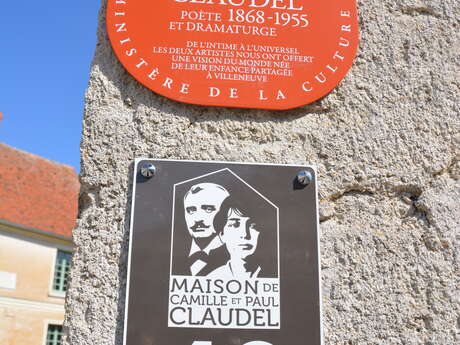 CLAUDEL
POÈTE 1868-1955
ET DRAMATURGE
DE L'INTIME À L'UNIVERSEL
LES DEUX ARTISTES NOUS ONT OFFERT
UNE VISION DU MONDE NÉE
DE LEUR ENFANCE PARTAGÉE
À VILLENEUVE
MINISTÈRE DE LA CULTURE
MAISON DE
CAMILLE ET PAUL
CLAUDEL